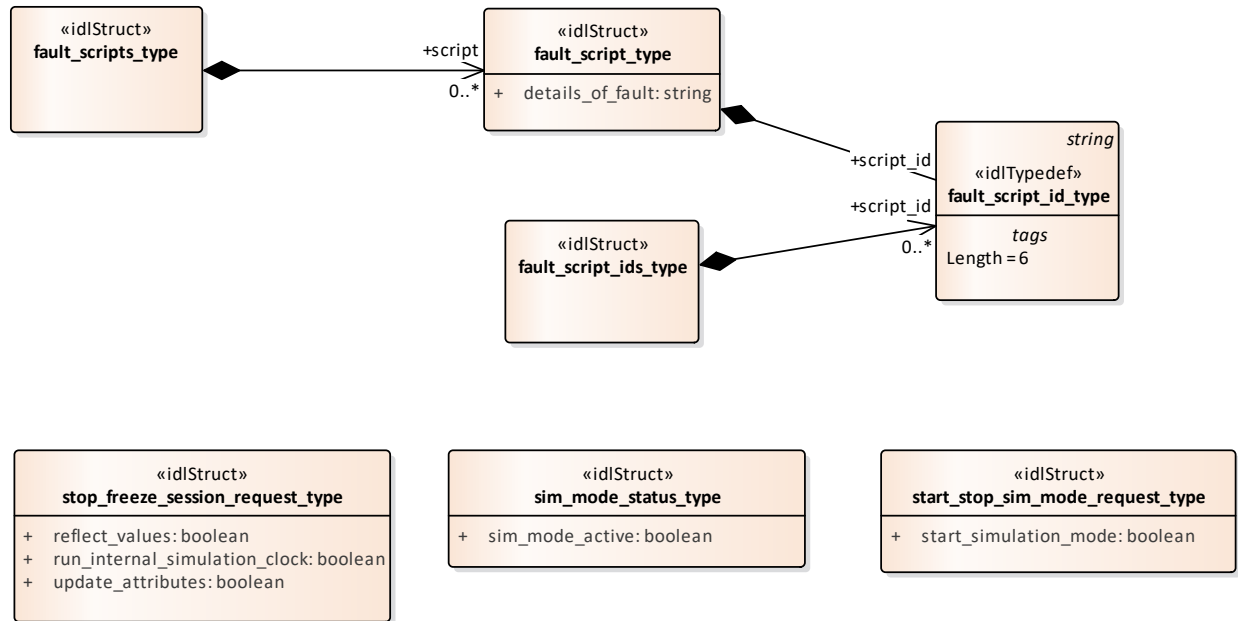 «idlStruct»
fault_scripts_type
+script
0..*
«idlStruct»
fault_script_type
+ details_of_fault: string
+script_id
string
«idlTypedef»
fault_script_id_type
tags
Length = 6
+script_id
0..*
«idlStruct»
fault_script_ids_type
«idlStruct»
stop_freeze_session_request_type
+ reflect_values: boolean
+ run_internal_simulation_clock: boolean
+ update_attributes: boolean
«idlStruct»
sim_mode_status_type
+ sim_mode_active: boolean
«idlStruct»
start_stop_sim_mode_request_type
+ start_simulation_mode: boolean